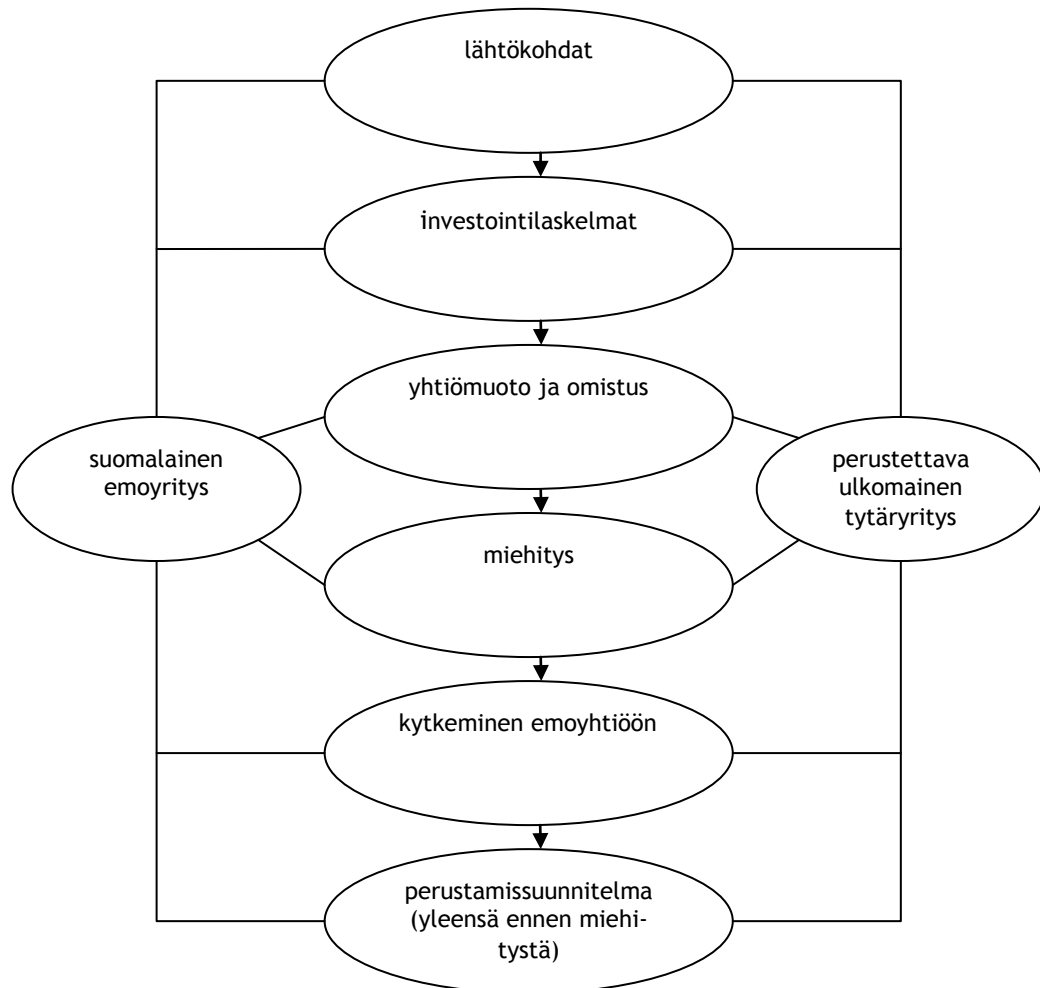 lähtökohdat
investointilaskelmat
yhtiömuoto ja omistus
suomalainen
emoyritys
perustettava
ulkomainen
tytäryritys
miehitys
kytkeminen emoyhtiöön
perustamissuunnitelma
(yleensä ennen miehi-
tystä)